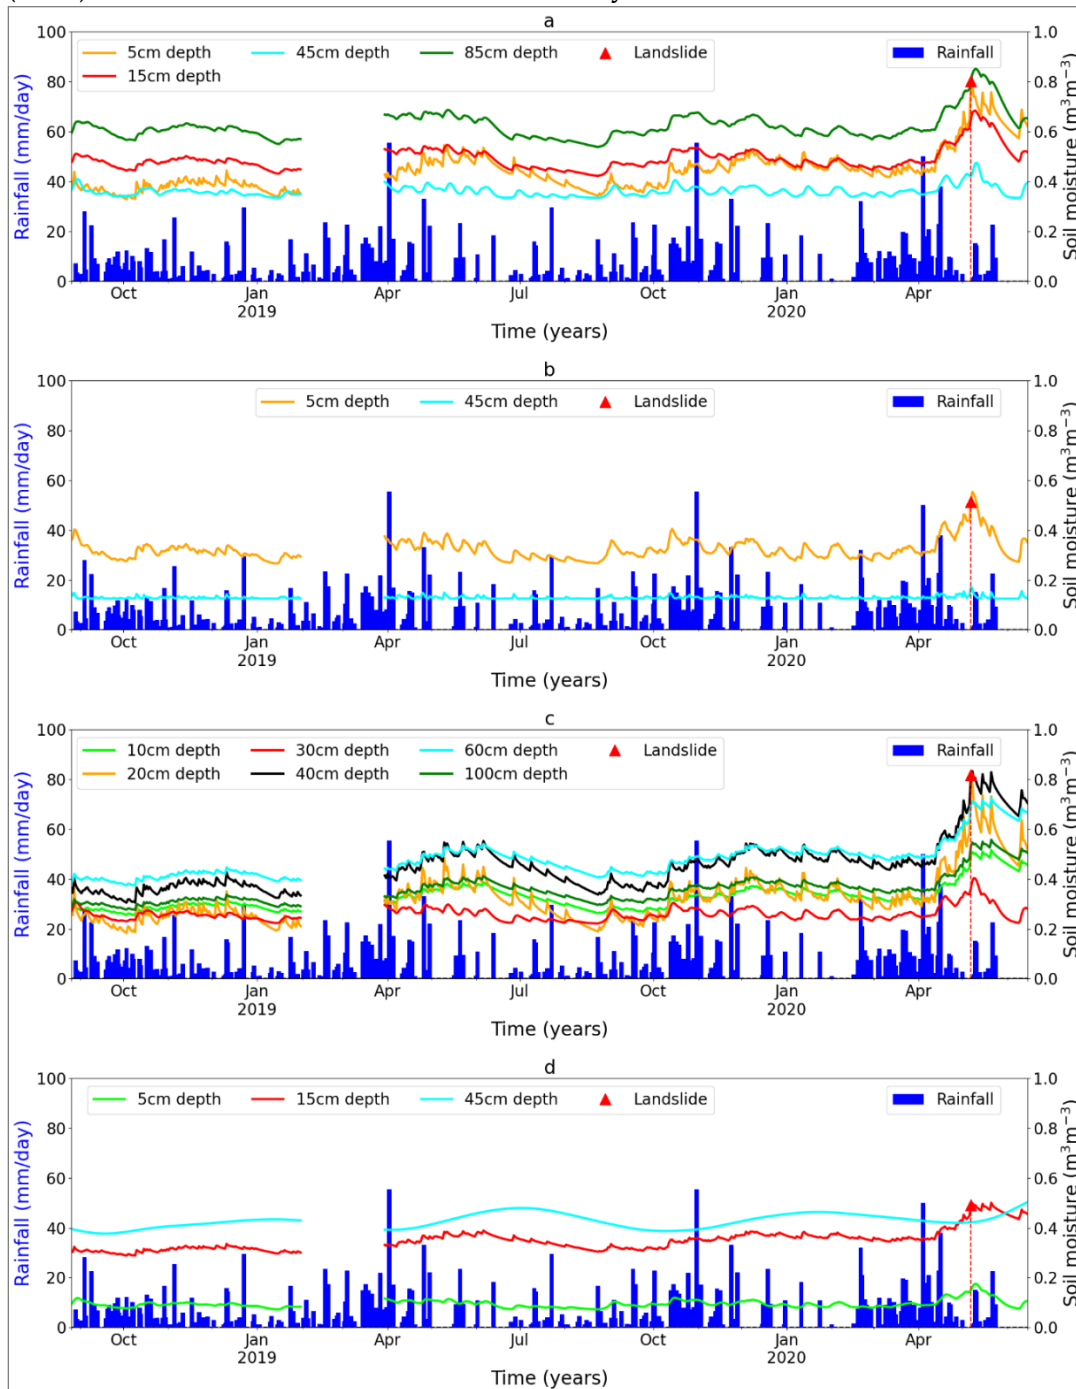 a
5cm depth 45cm depth 85cm depth Landslide Rainfall
15cm depth
Rainfall (mm/day)
100
80
60
40
20
0
1.0
0.8
0.6
0.4
0.2
0.0
Soil moisture (m³m⁻³)
Oct Jan Apr Jul Oct Jan Apr
2019 2020
Time (years)
b
5cm depth 45cm depth Landslide Rainfall
Rainfall (mm/day)
100
80
60
40
20
0
1.0
0.8
0.6
0.4
0.2
0.0
Soil moisture (m³m⁻³)
Oct Jan Apr Jul Oct Jan Apr
2019 2020
Time (years)
c
10cm depth 30cm depth 60cm depth Landslide Rainfall
20cm depth 40cm depth 100cm depth
Rainfall (mm/day)
100
80
60
40
20
0
1.0
0.8
0.6
0.4
0.2
0.0
Soil moisture (m³m⁻³)
Oct Jan Apr Jul Oct Jan Apr
2019 2020
Time (years)
d
5cm depth 15cm depth 45cm depth Landslide Rainfall
Rainfall (mm/day)
100
80
60
40
20
0
1.0
0.8
0.6
0.4
0.2
0.0
Soil moisture (m³m⁻³)
Oct Jan Apr Jul Oct Jan Apr
2019 2020
Time (years)